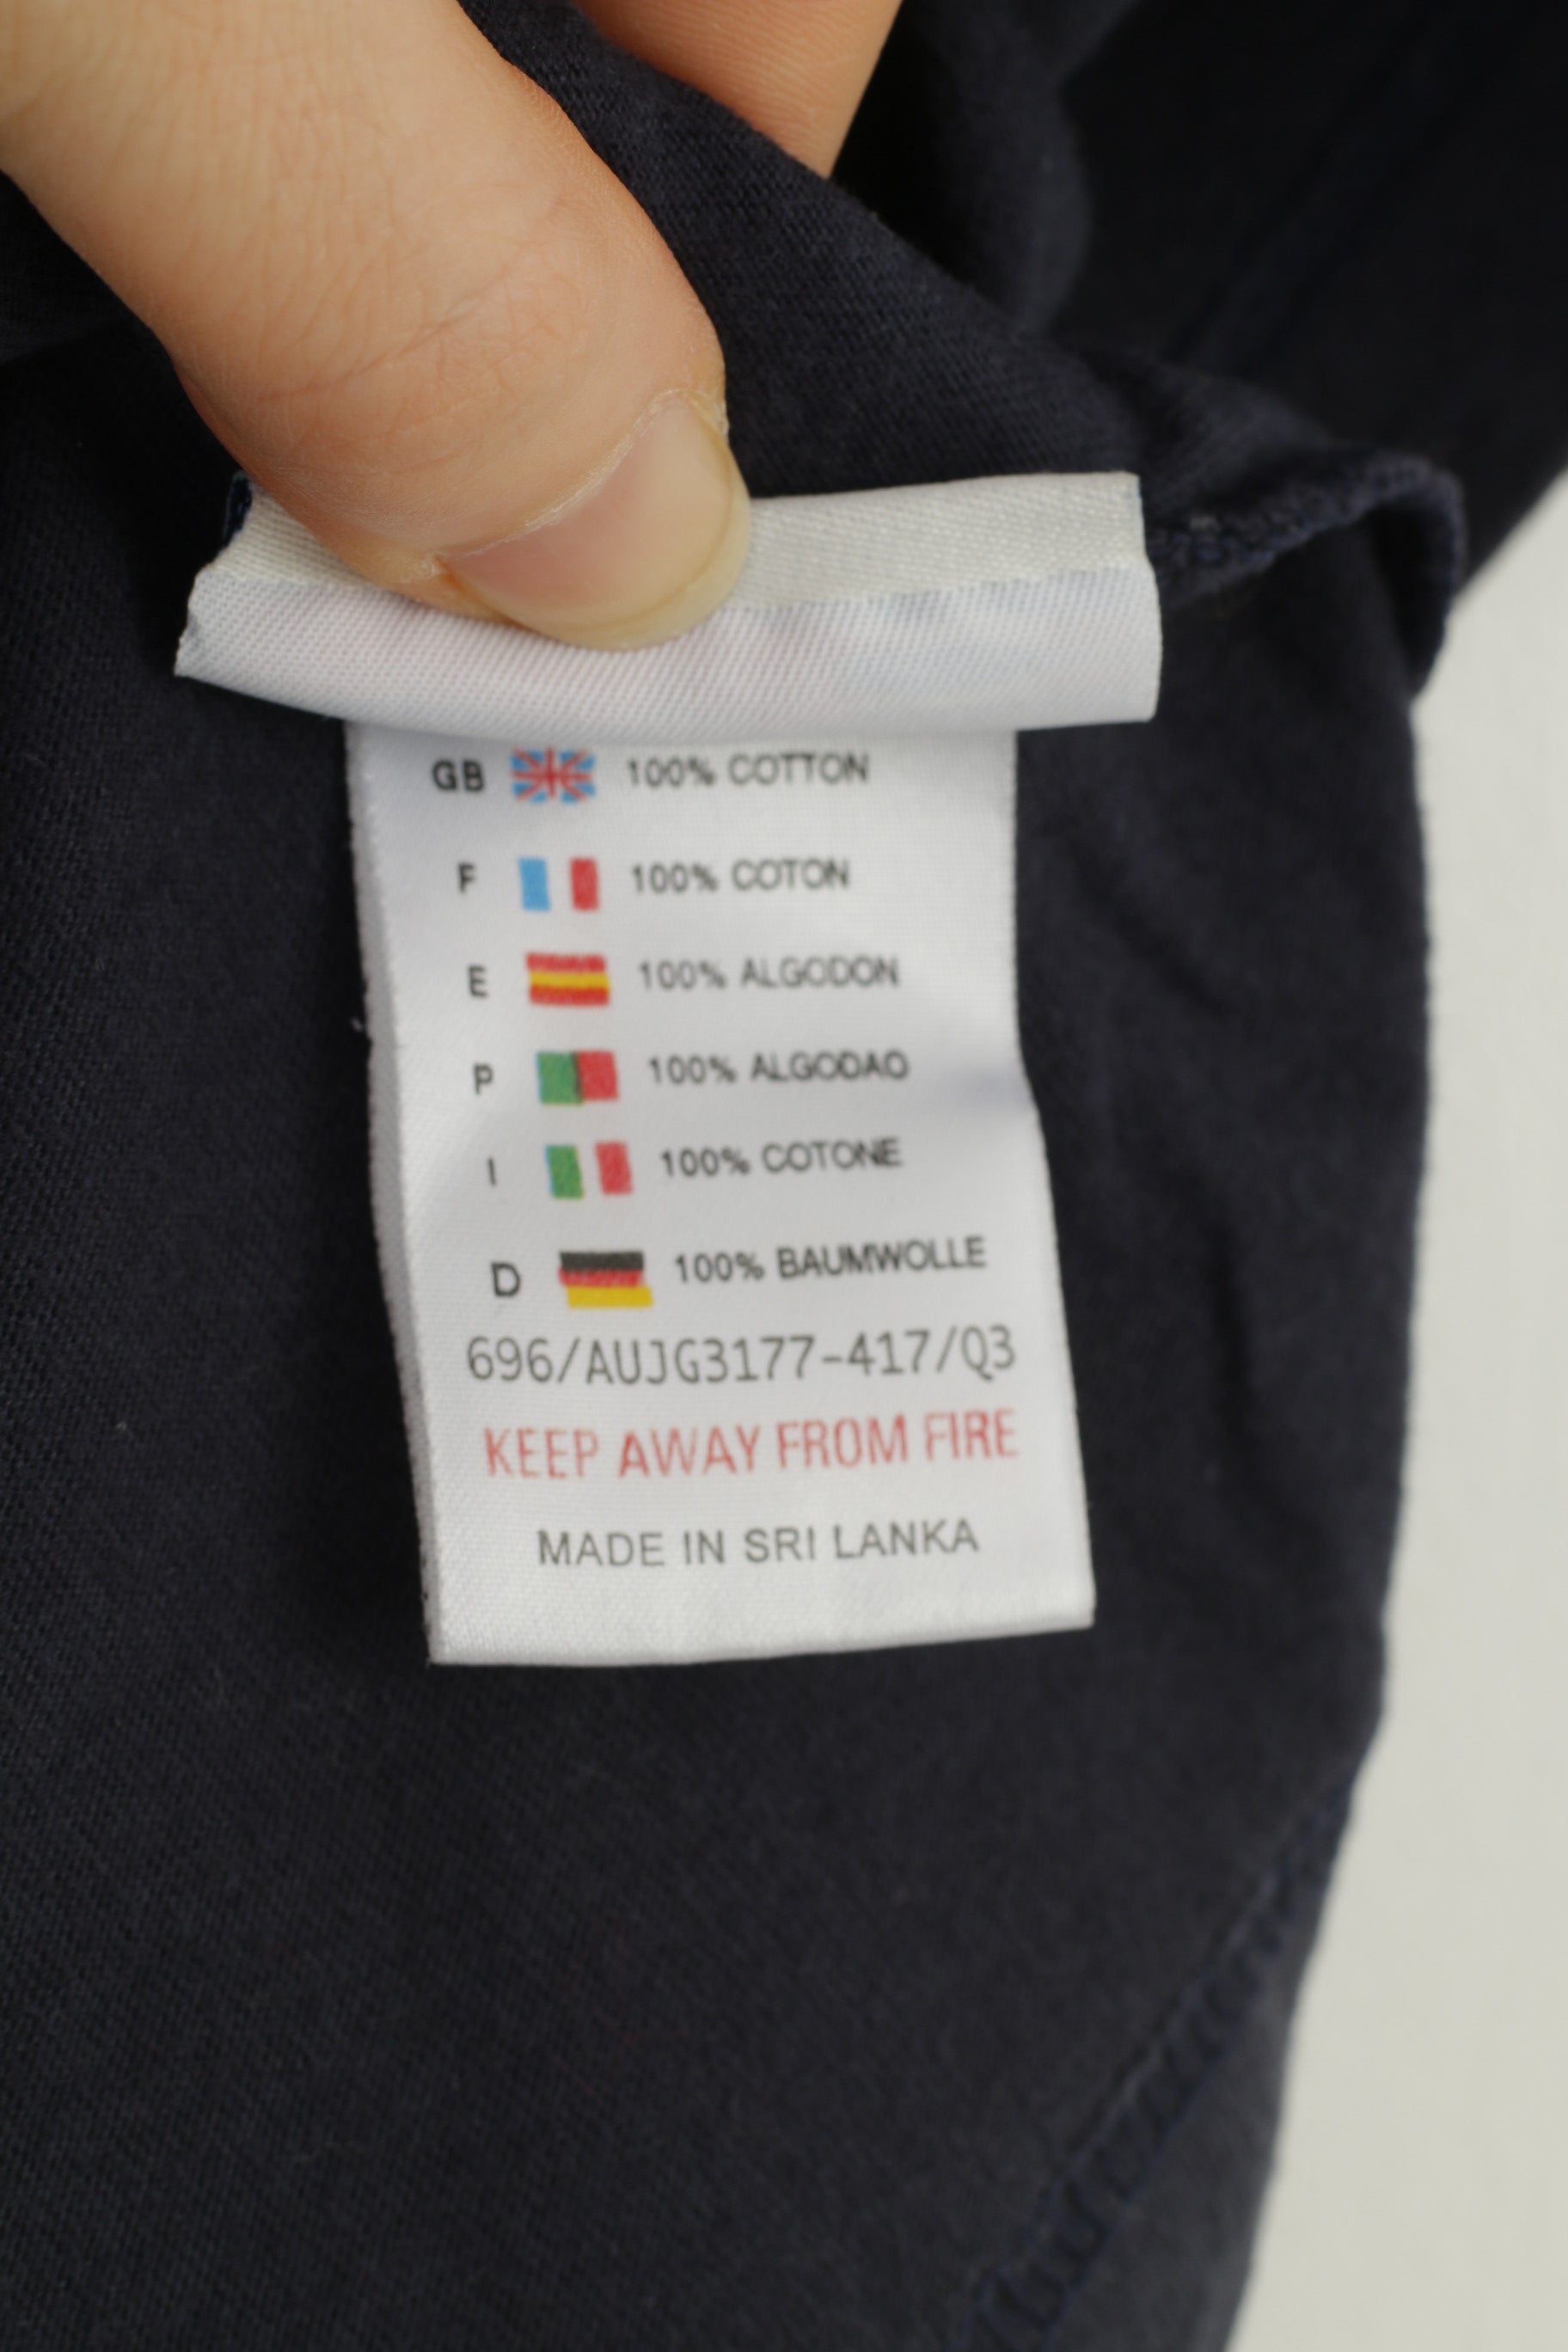 GB 100% COTTON
F 100% COTON
E 100% ALGODON
P 100% ALGODAO
I 100% COTONE
D 100% BAUMWOLLE
696/AUJG3177-417/Q3
KEEP AWAY FROM FIRE
MADE IN SRI LANKA